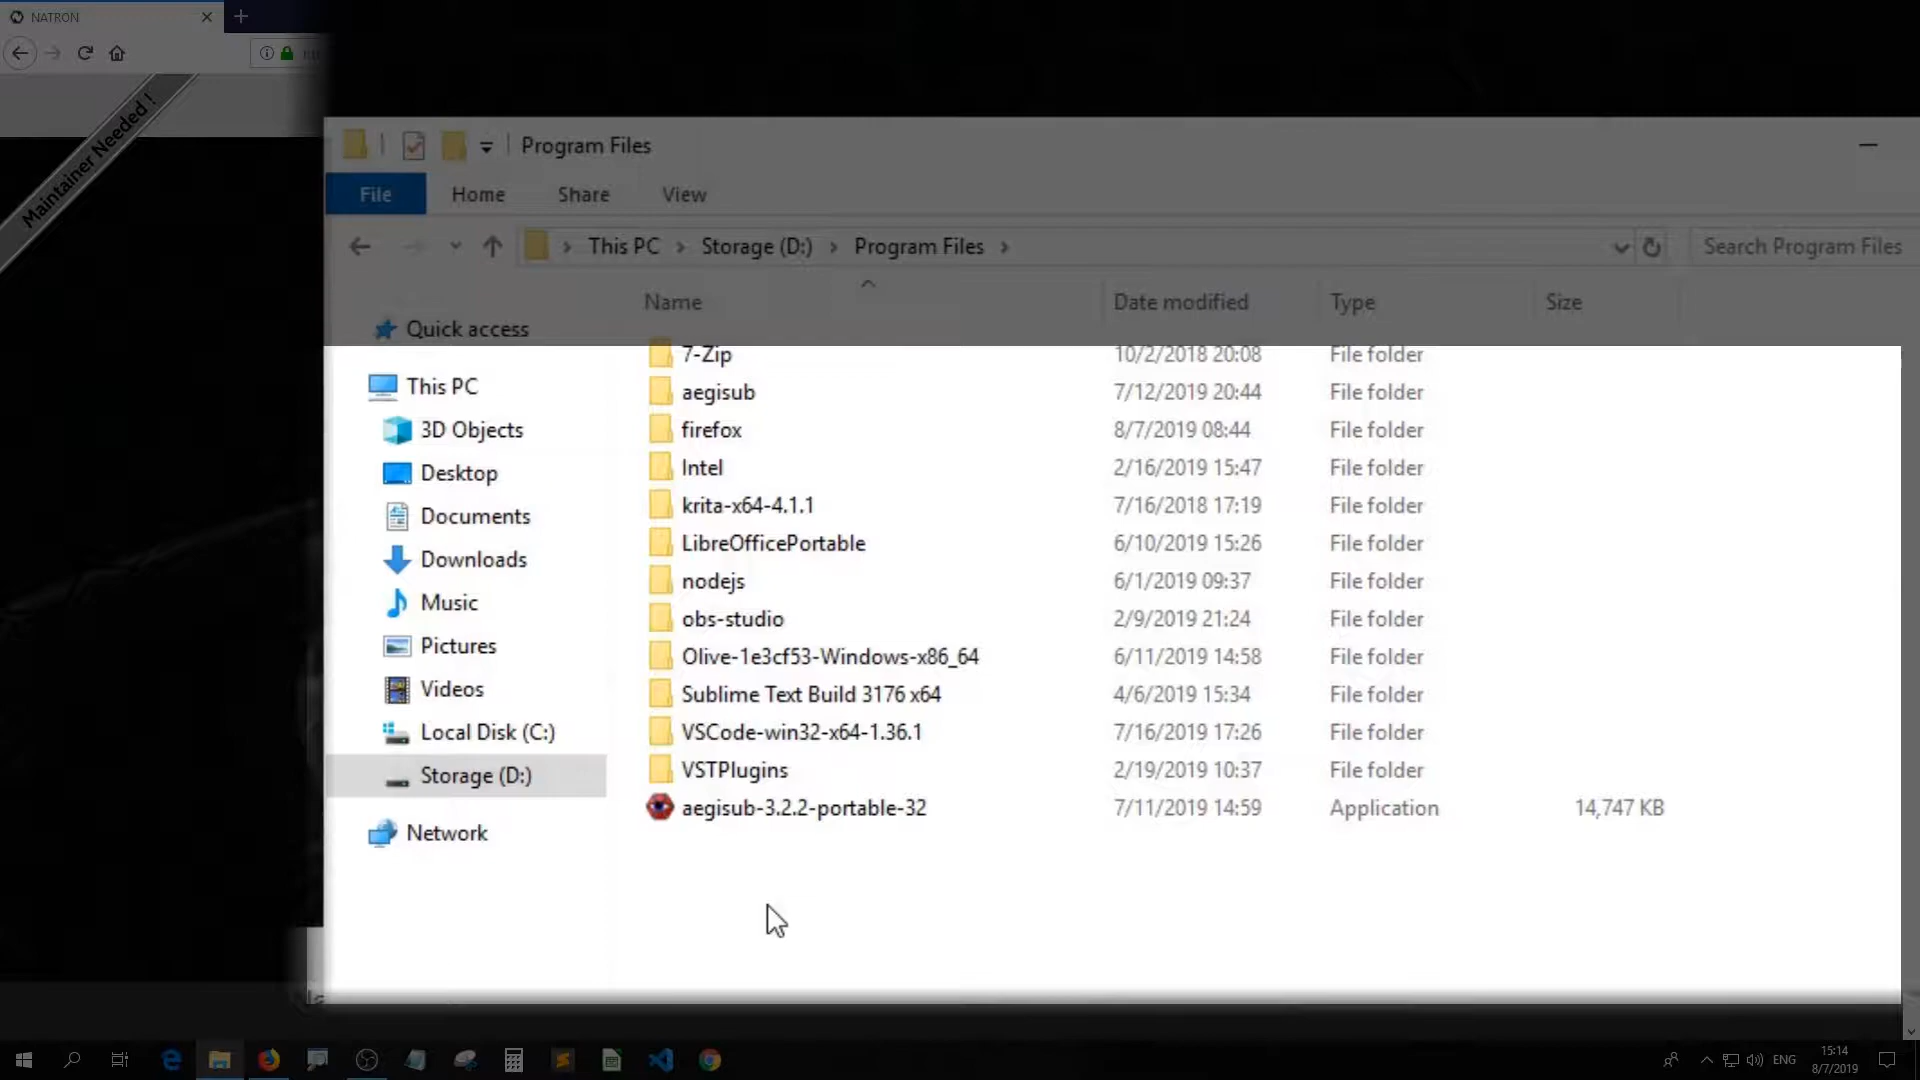 NATRON
Maintainer Needed !
Program Files
File Home Share View
This PC Storage (D:) Program Files Search Program Files
Name Date modified Type Size
Quick access
This PC
3D Objects
Desktop
Documents
Downloads
Music
Pictures
Videos
Local Disk (C:)
Storage (D:)
Network
7-Zip 10/2/2018 20:08 File folder
aegisub 7/12/2019 20:44 File folder
firefox 8/7/2019 08:44 File folder
Intel 2/16/2019 15:47 File folder
krita-x64-4.1.1 7/16/2018 17:19 File folder
LibreOfficePortable 6/10/2019 15:26 File folder
nodejs 6/1/2019 09:37 File folder
obs-studio 2/9/2019 21:24 File folder
Olive-1e3cf53-Windows-x86_64 6/11/2019 14:58 File folder
Sublime Text Build 3176 x64 4/6/2019 15:34 File folder
VSCode-win32-x64-1.36.1 7/16/2019 17:26 File folder
VSTPlugins 2/19/2019 10:37 File folder
aegisub-3.2.2-portable-32 7/11/2019 14:59 Application 14,747 KB
ENG
15:14
8/7/2019